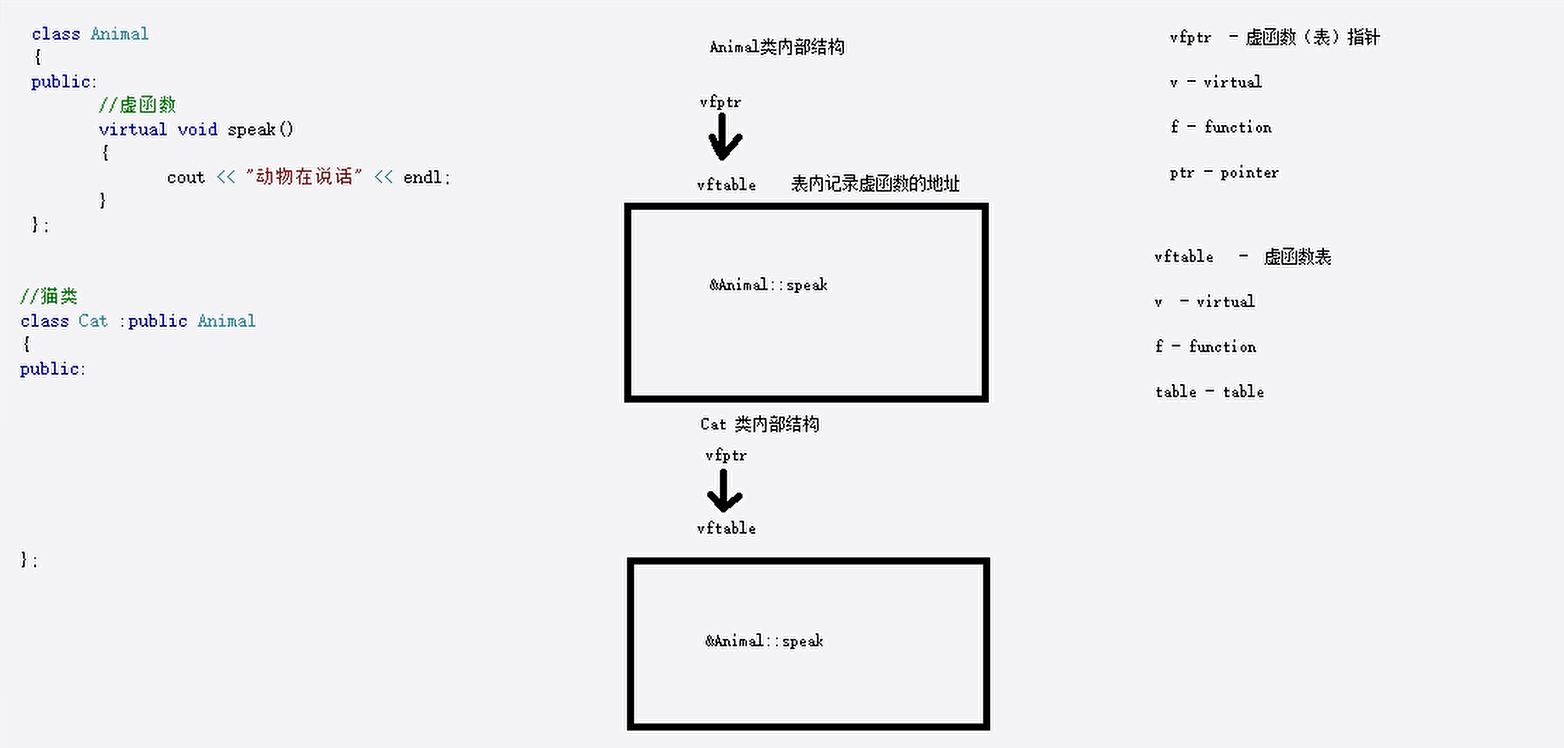 class Animal
{
public:
//虚函数
virtual void speak()
{
cout << "动物在说话" << endl;
}
};
//猫类
class Cat :public Animal
{
public:
};
Animal类内部结构
vfptr
vftable 表内记录虚函数的地址
&Animal::speak
Cat 类内部结构
vfptr
vftable
&Animal::speak
vfptr - 虚函数（表）指针
v - virtual
f - function
ptr - pointer
vftable - 虚函数表
v - virtual
f - function
table - table